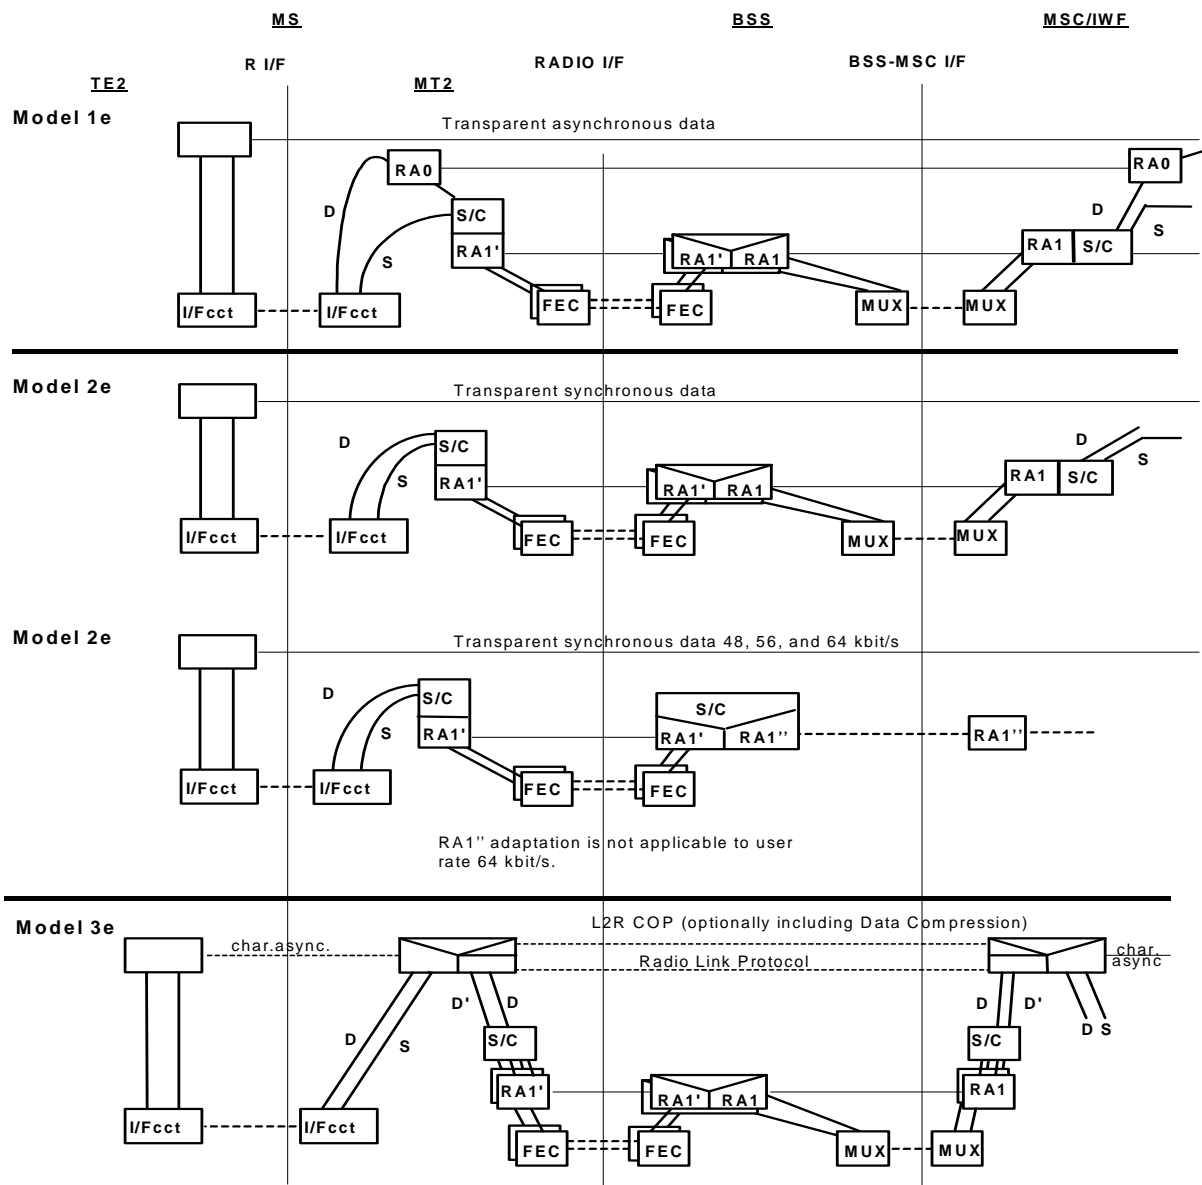 MS BSS MSC/IWF
R I/F RADIO I/F BSS-MSC I/F
TE2 MT2
Model 1e
Transparent asynchronous data
RA0 RA0
D S/C D
S RA1' RA1' RA1 RA1 S/C S
I/Fcct I/Fcct FEC FEC MUX MUX
Model 2e
Transparent synchronous data
D S/C D
S RA1' RA1' RA1 RA1 S/C S
I/Fcct I/Fcct FEC FEC MUX MUX
Model 2e
Transparent synchronous data 48, 56, and 64 kbit/s
D S/C S/C
S RA1' RA1' RA1'' RA1''
I/Fcct I/Fcct FEC FEC
RA1'' adaptation is not applicable to user
rate 64 kbit/s.
Model 3e
L2R COP (optionally including Data Compression)
char.async. char.
Radio Link Protocol async
D' D D D'
D S S/C S/C D S
RA1' RA1' RA1 RA1
I/Fcct I/Fcct FEC FEC MUX MUX